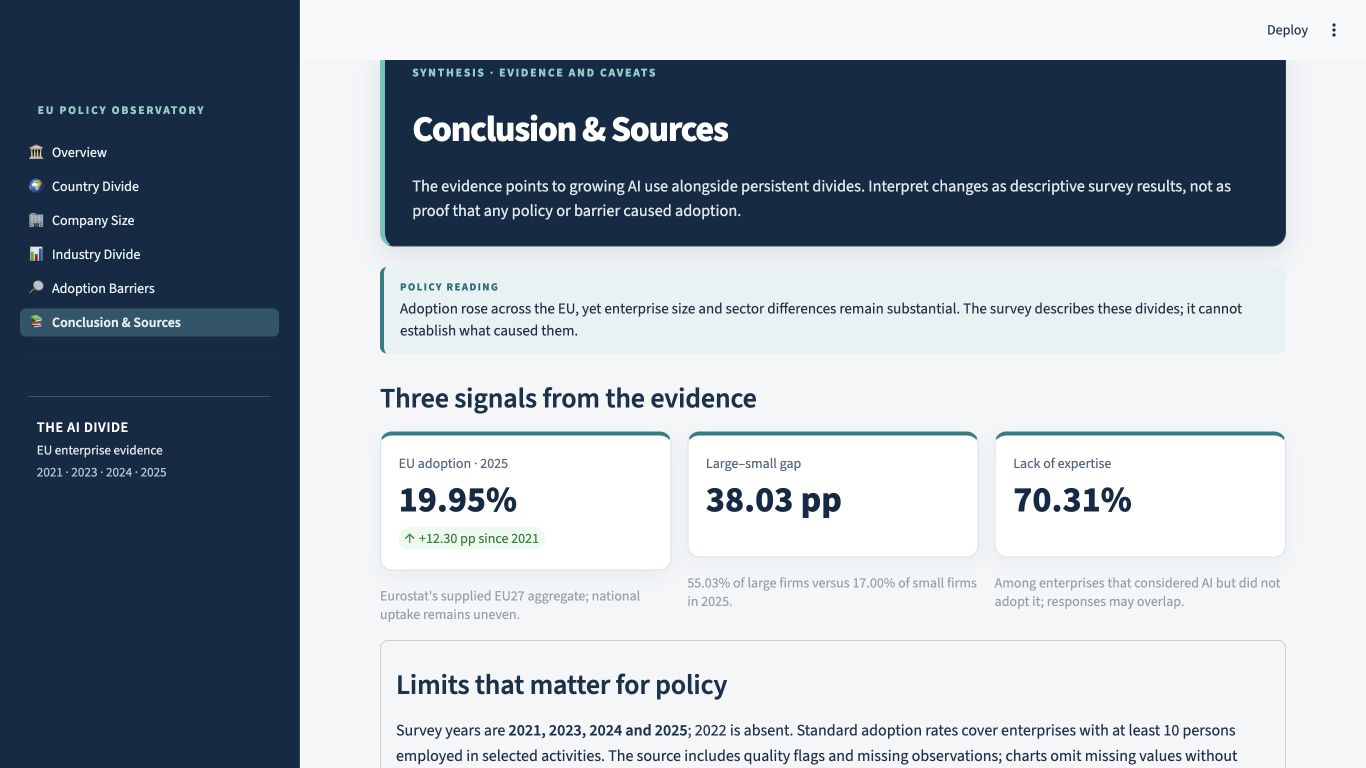 Deploy
EU POLICY OBSERVATORY
Overview
Country Divide
Company Size
Industry Divide
Adoption Barriers
Conclusion & Sources
THE AI DIVIDE
EU enterprise evidence
2021 · 2023 · 2024 · 2025
SYNTHESIS · EVIDENCE AND CAVEATS
Conclusion & Sources
The evidence points to growing AI use alongside persistent divides. Interpret changes as descriptive survey results, not as
proof that any policy or barrier caused adoption.
POLICY READING
Adoption rose across the EU, yet enterprise size and sector differences remain substantial. The survey describes these divides; it cannot
establish what caused them.
Three signals from the evidence
EU adoption · 2025
19.95%
↑ +12.30 pp since 2021
Eurostat's supplied EU27 aggregate; national
uptake remains uneven.
Large–small gap
38.03 pp
55.03% of large firms versus 17.00% of small firms
in 2025.
Lack of expertise
70.31%
Among enterprises that considered AI but did not
adopt it; responses may overlap.
Limits that matter for policy
Survey years are 2021, 2023, 2024 and 2025; 2022 is absent. Standard adoption rates cover enterprises with at least 10 persons
employed in selected activities. The source includes quality flags and missing observations; charts omit missing values without